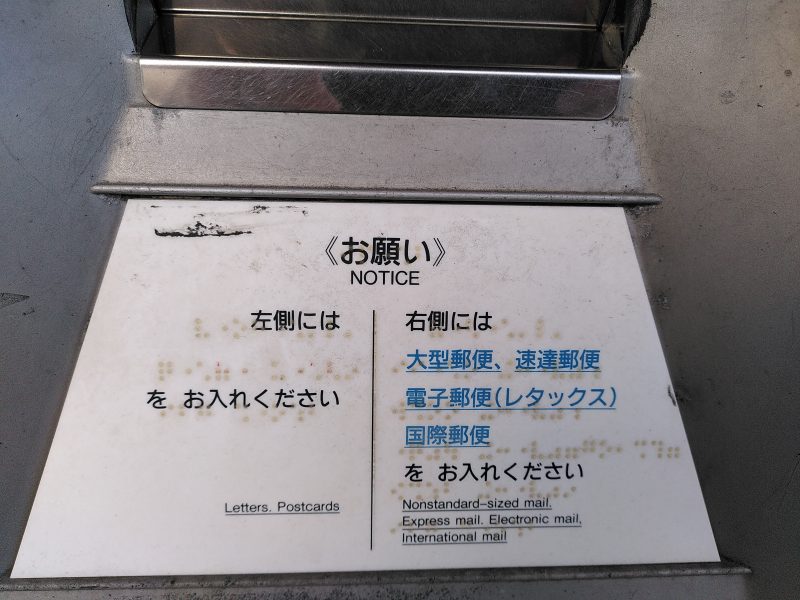 《お願い》
NOTICE
左側には
を お入れください
Letters. Postcards
右側には
大型郵便、速達郵便
電子郵便(レタックス)
国際郵便
を お入れください
Nonstandard-sized mail.
Express mail. Electronic mail,
International mail